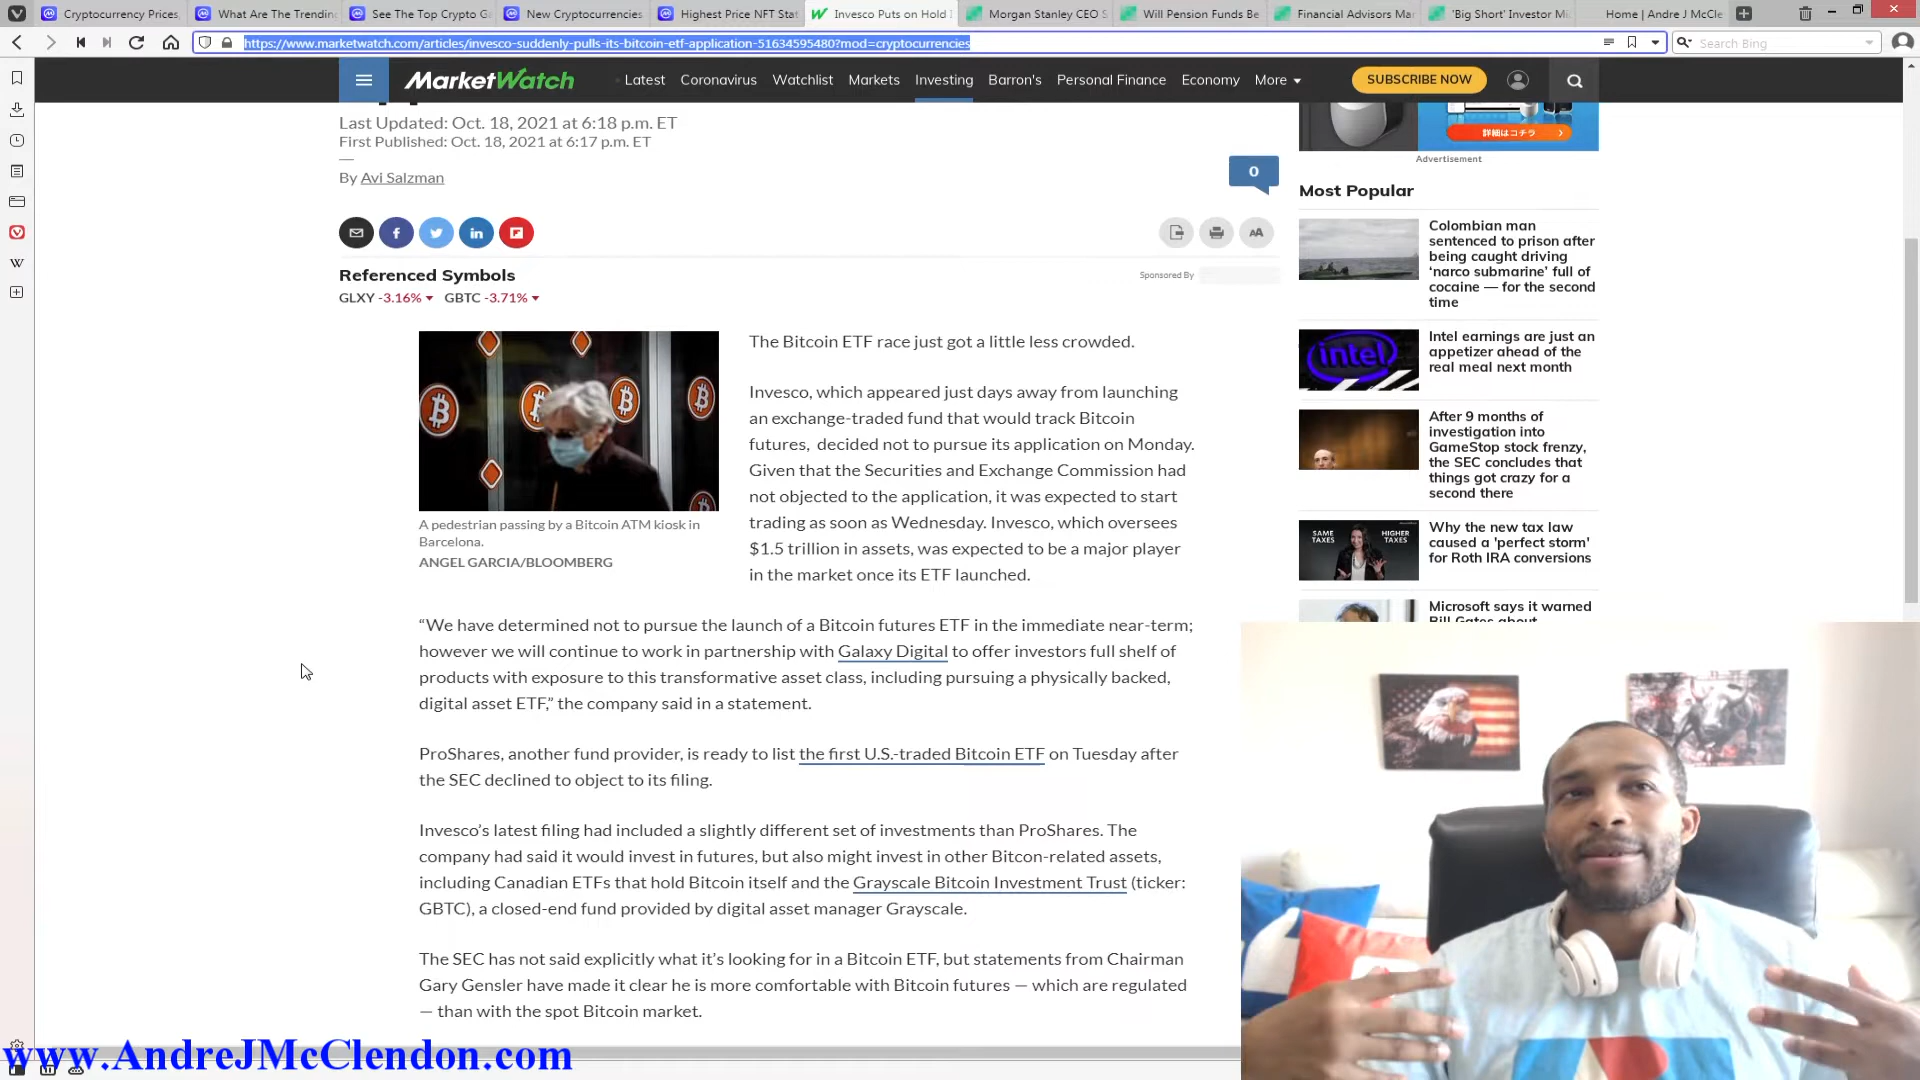 Cryptocurrency Prices,
What Are The Trending
See The Top Crypto G
New Cryptocurrencies
Highest Price NFT Stat
Invesco Puts on Hold I
Morgan Stanley CEO S
Will Pension Funds Be
Financial Advisors Mar
'Big Short' Investor Mi
Home | Andre J McCle
https://www.marketwatch.com/articles/invesco-suddenly-pulls-its-bitcoin-etf-application-51634595480?mod=cryptocurrencies
Search Bing
MarketWatch
Latest Coronavirus Watchlist Markets Investing Barron's Personal Finance Economy More
SUBSCRIBE NOW
Last Updated: Oct. 18, 2021 at 6:18 p.m. ET
First Published: Oct. 18, 2021 at 6:17 p.m. ET
—
By Avi Salzman
0
Referenced Symbols
Sponsored By
GLXY -3.16% GBTC -3.71%
A pedestrian passing by a Bitcoin ATM kiosk in
Barcelona.
ANGEL GARCIA/BLOOMBERG
The Bitcoin ETF race just got a little less crowded.
Invesco, which appeared just days away from launching
an exchange-traded fund that would track Bitcoin
futures, decided not to pursue its application on Monday.
Given that the Securities and Exchange Commission had
not objected to the application, it was expected to start
trading as soon as Wednesday. Invesco, which oversees
$1.5 trillion in assets, was expected to be a major player
in the market once its ETF launched.
“We have determined not to pursue the launch of a Bitcoin futures ETF in the immediate near-term;
however we will continue to work in partnership with Galaxy Digital to offer investors full shelf of
products with exposure to this transformative asset class, including pursuing a physically backed,
digital asset ETF,” the company said in a statement.
ProShares, another fund provider, is ready to list the first U.S.-traded Bitcoin ETF on Tuesday after
the SEC declined to object to its filing.
Invesco’s latest filing had included a slightly different set of investments than ProShares. The
company had said it would invest in futures, but also might invest in other Bitcon-related assets,
including Canadian ETFs that hold Bitcoin itself and the Grayscale Bitcoin Investment Trust (ticker:
GBTC), a closed-end fund provided by digital asset manager Grayscale.
The SEC has not said explicitly what it’s looking for in a Bitcoin ETF, but statements from Chairman
Gary Gensler have made it clear he is more comfortable with Bitcoin futures — which are regulated
— than with the spot Bitcoin market.
詳細はコチラ
Advertisement
Most Popular
Colombian man
sentenced to prison after
being caught driving
‘narco submarine’ full of
cocaine — for the second
time
intel
Intel earnings are just an
appetizer ahead of the
real meal next month
After 9 months of
investigation into
GameStop stock frenzy,
the SEC concludes that
things got crazy for a
second there
SAME
TAXES
HIGHER
TAXES
Why the new tax law
caused a 'perfect storm'
for Roth IRA conversions
Microsoft says it warned
Bill Gates about
www.AndreJMcClendon.com